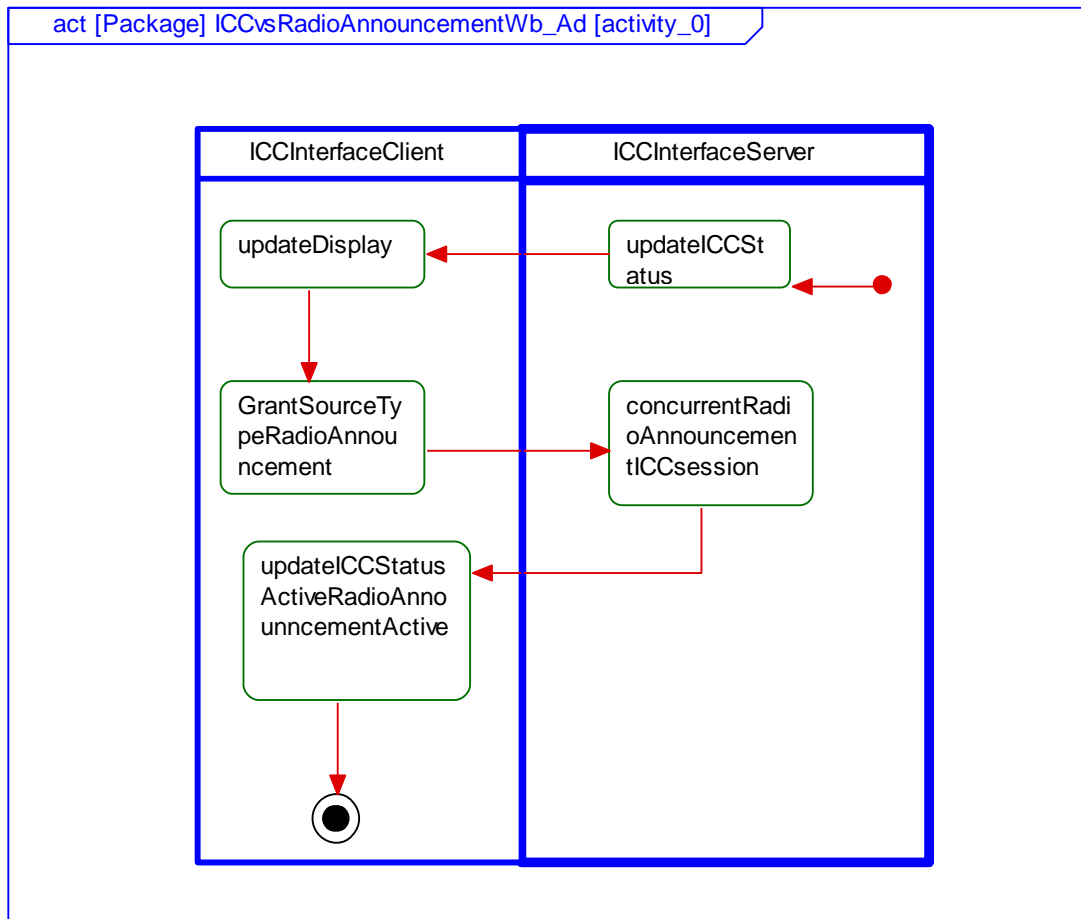 act [Package] ICCvsRadioAnnouncementWb_Ad [activity_0]
ICCInterfaceClient
ICCInterfaceServer
updateDisplay
updateICCSt
atus
GrantSourceTy
peRadioAnnou
ncement
concurrentRadi
oAnnouncemen
tICCsession
updateICCStatus
ActiveRadioAnno
unncementActive